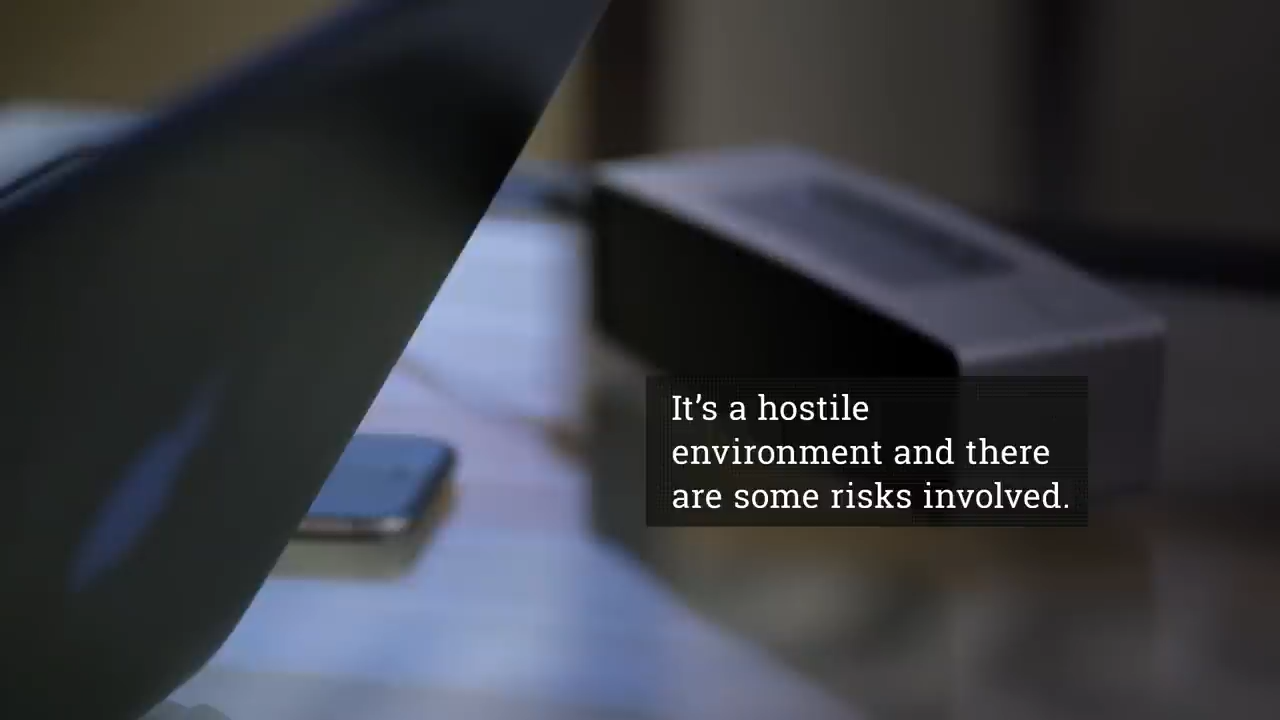 It’s a hostile
environment and there
are some risks involved.